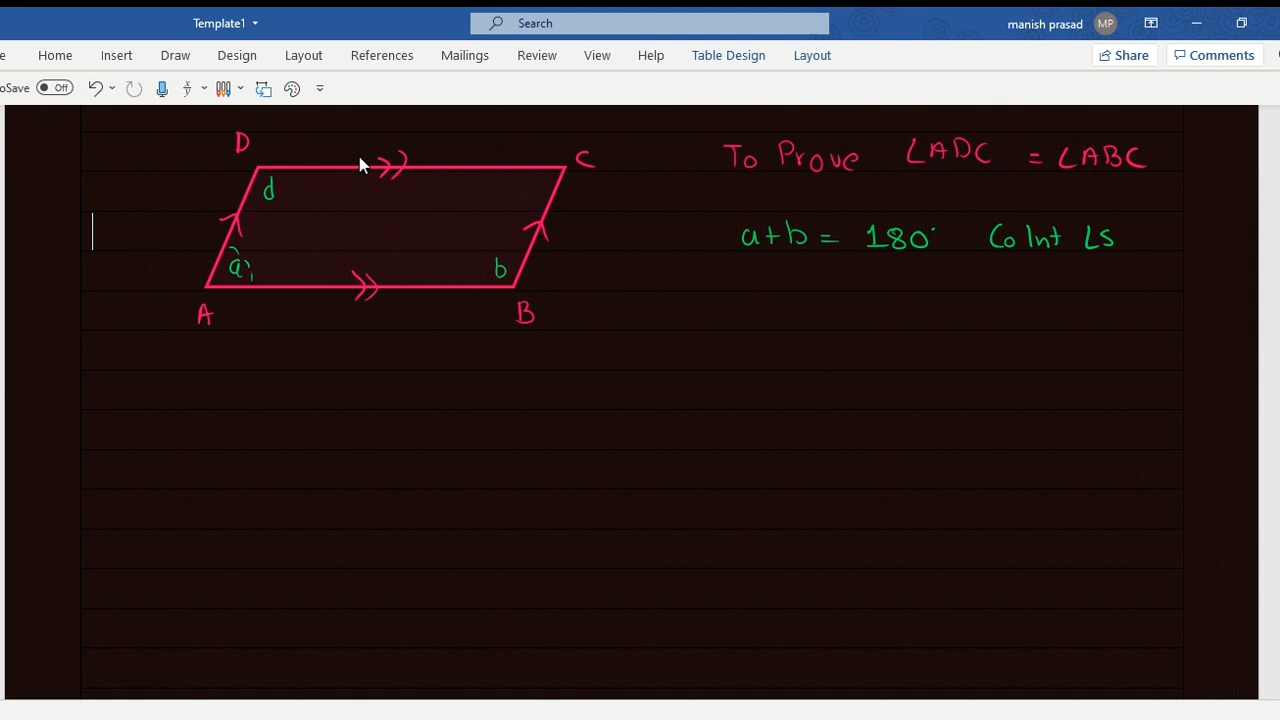 Template1
Search
manish prasad
MP
e Home Insert Draw Design Layout References Mailings Review View Help Table Design Layout
Share
Comments
oSave Off
D
C
d
a
b
A
B
To Prove ∠ADC = ∠ABC
a+b = 180° Co Int ∠s